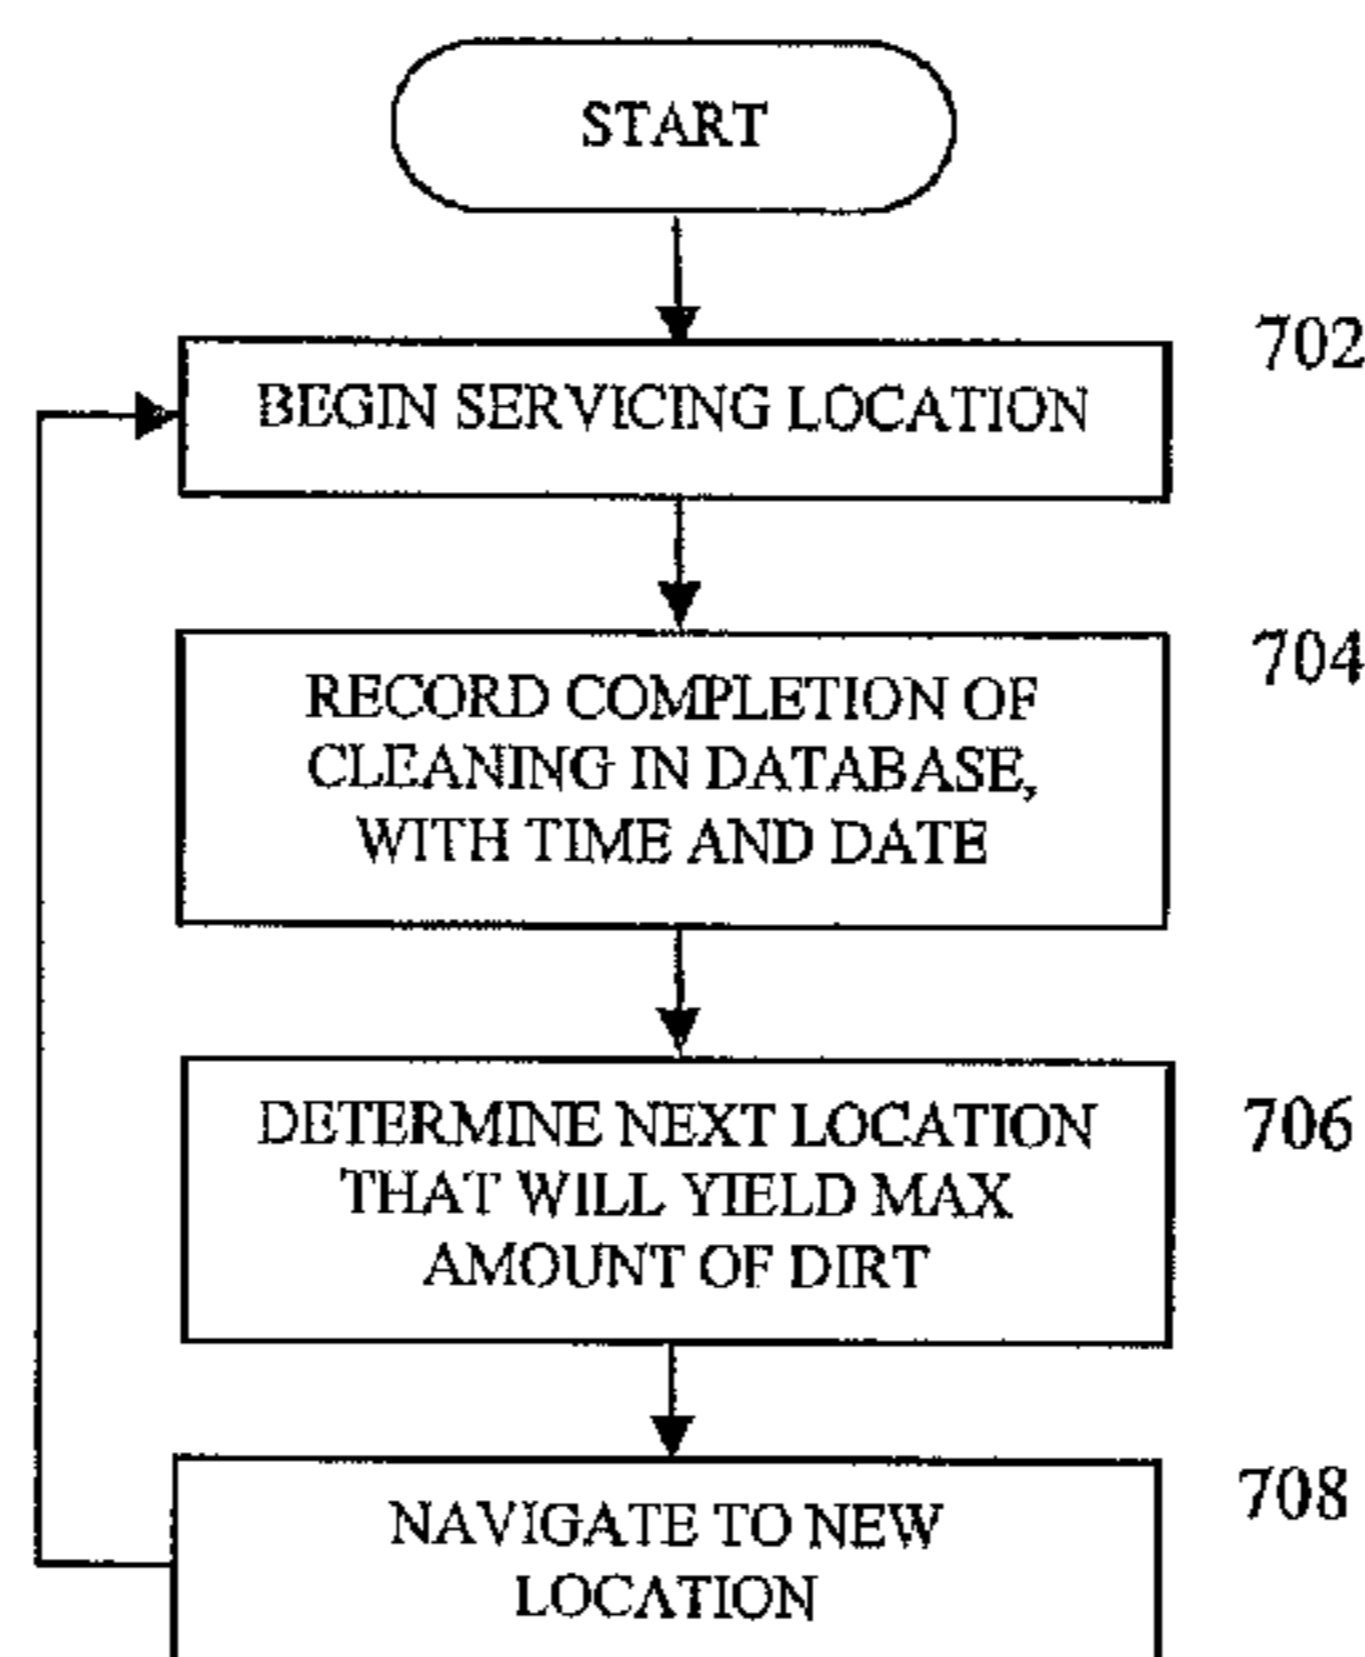 START
702
BEGIN SERVICING LOCATION
704
RECORD COMPLETION OF
CLEANING IN DATABASE,
WITH TIME AND DATE
706
DETERMINE NEXT LOCATION
THAT WILL YIELD MAX
AMOUNT OF DIRT
708
NAVIGATE TO NEW
LOCATION